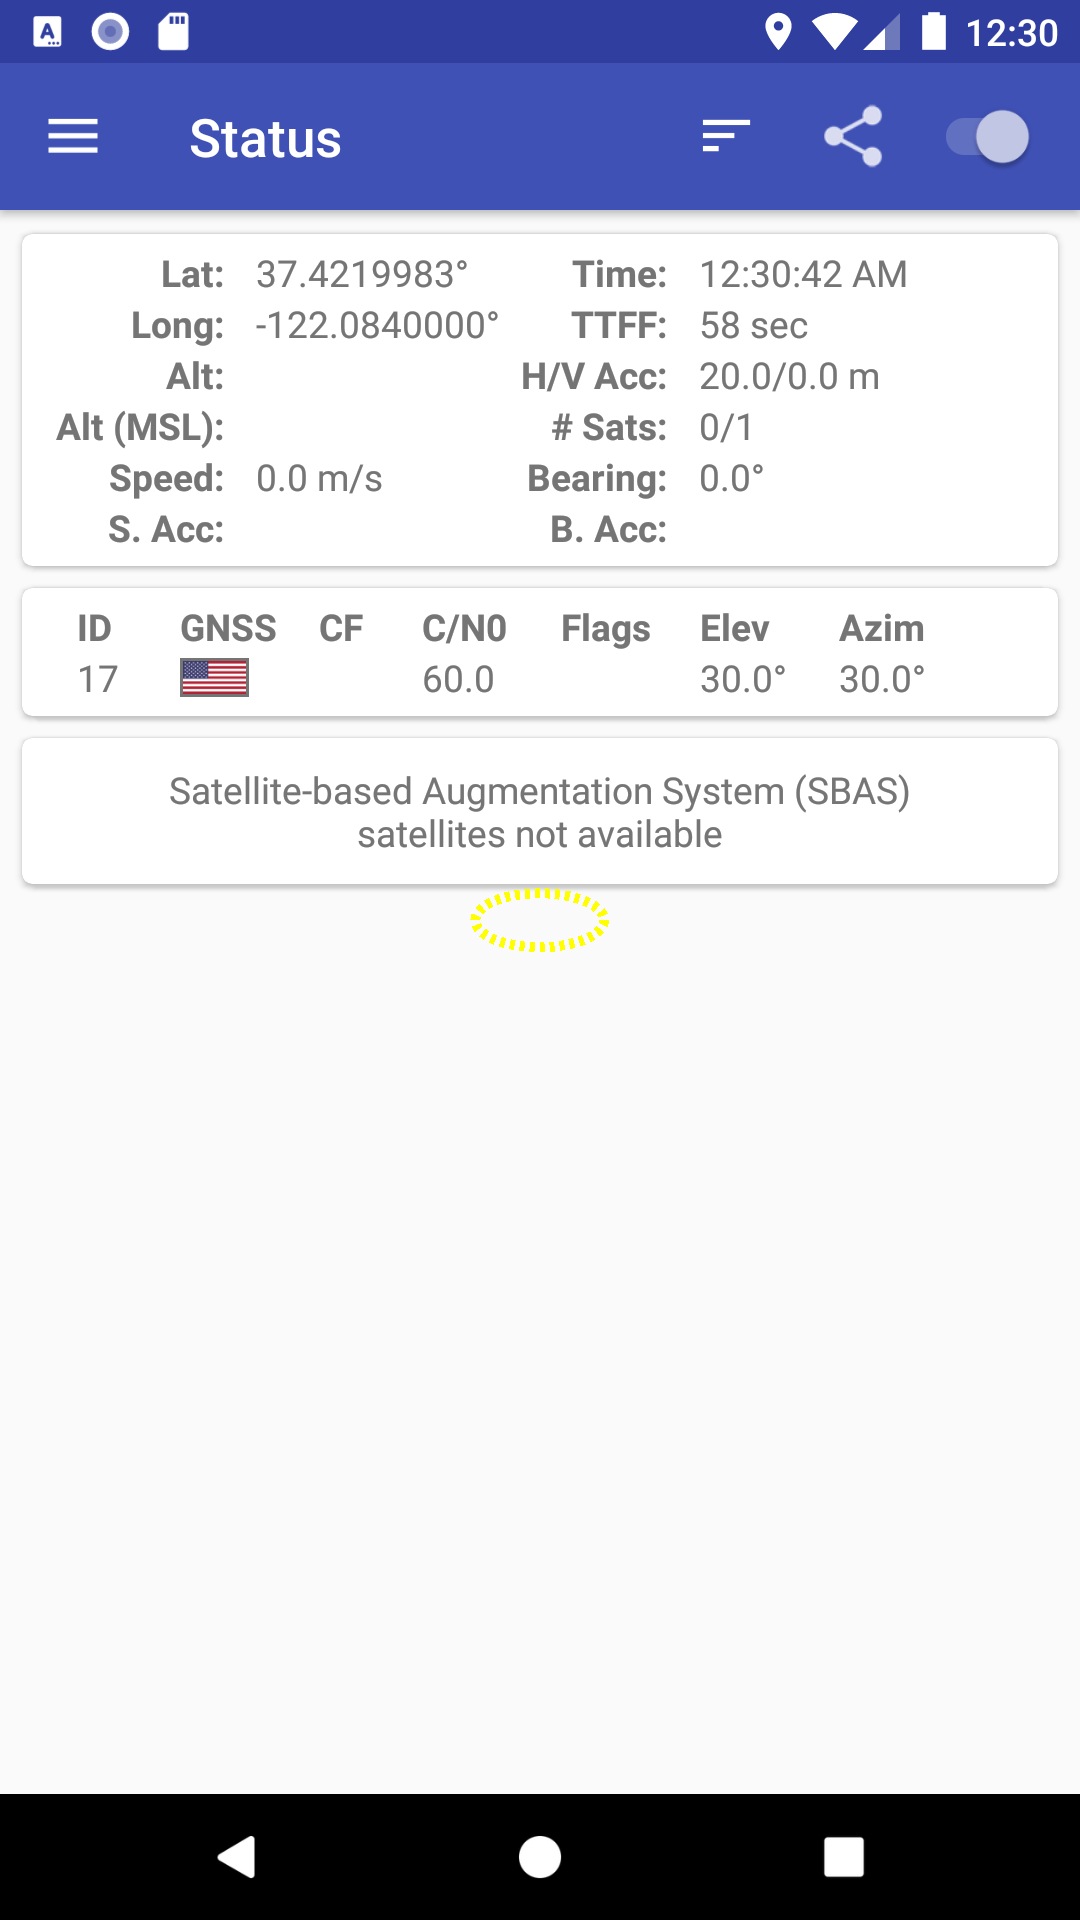 12:30
Status
Lat: 37.4219983° Time: 12:30:42 AM
Long: -122.0840000° TTFF: 58 sec
Alt: H/V Acc: 20.0/0.0 m
Alt (MSL): # Sats: 0/1
Speed: 0.0 m/s Bearing: 0.0°
S. Acc: B. Acc:
ID GNSS CF C/N0 Flags Elev Azim
17 60.0 30.0° 30.0°
Satellite-based Augmentation System (SBAS)
satellites not available